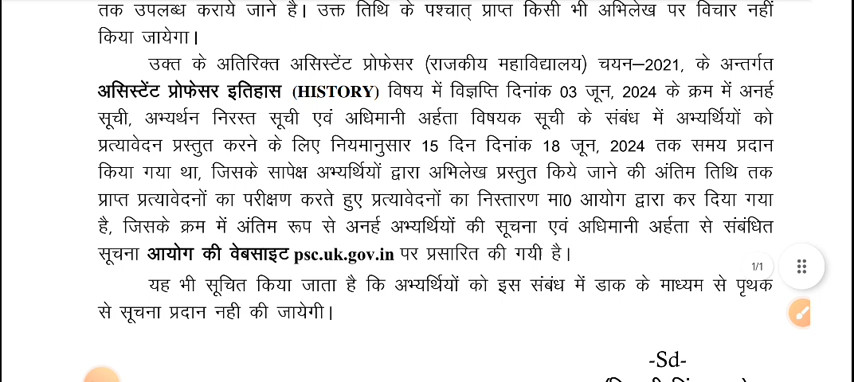 तक उपलब्ध कराये जाने है। उक्त तिथि के पश्चात् प्राप्त किसी भी अभिलेख पर विचार नहीं
किया जायेगा।
उक्त के अतिरिक्त असिस्टेंट प्रोफेसर (राजकीय महाविद्यालय) चयन–2021, के अन्तर्गत
असिस्टेंट प्रोफेसर इतिहास (HISTORY) विषय में विज्ञप्ति दिनांक 03 जून, 2024 के क्रम में अनर्ह
सूची, अभ्यर्थन निरस्त सूची एवं अधिमानी अर्हता विषयक सूची के संबंध में अभ्यर्थियों को
प्रत्यावेदन प्रस्तुत करने के लिए नियमानुसार 15 दिन दिनांक 18 जून, 2024 तक समय प्रदान
किया गया था, जिसके सापेक्ष अभ्यर्थियों द्वारा अभिलेख प्रस्तुत किये जाने की अंतिम तिथि तक
प्राप्त प्रत्यावेदनों का परीक्षण करते हुए प्रत्यावेदनों का निस्तारण मा0 आयोग द्वारा कर दिया गया
है, जिसके क्रम में अंतिम रूप से अनर्ह अभ्यर्थियों की सूचना एवं अधिमानी अर्हता से संबंधित
सूचना आयोग की वेबसाइट psc.uk.gov.in पर प्रसारित की गयी है।
1/1
यह भी सूचित किया जाता है कि अभ्यर्थियों को इस संबंध में डाक के माध्यम से पृथक
से सूचना प्रदान नही की जायेगी।
-Sd-